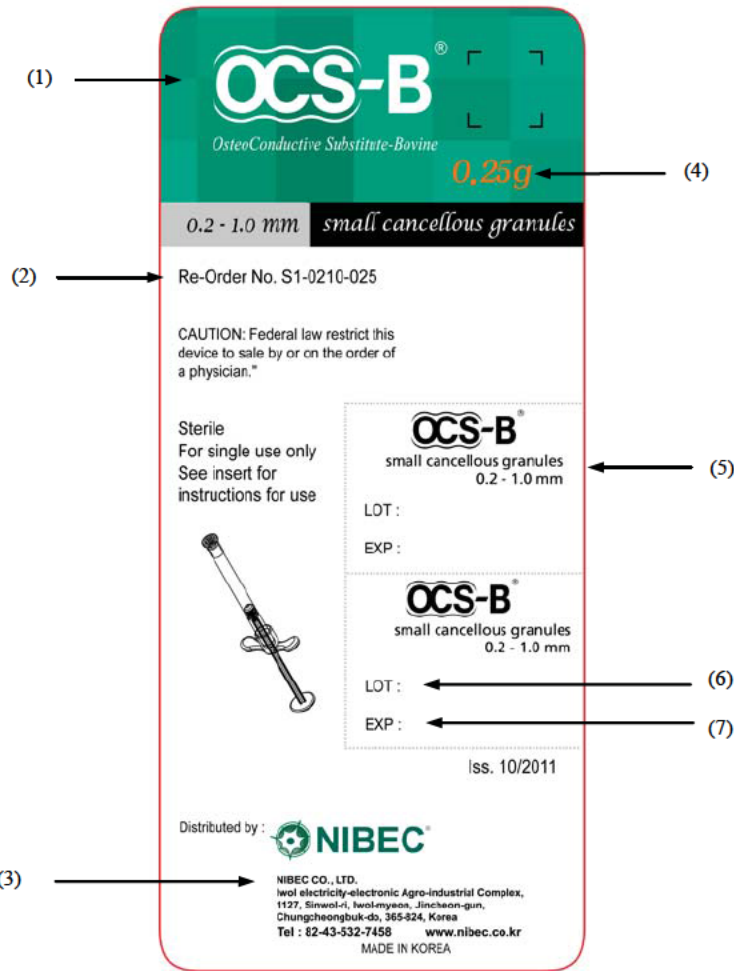 (1)
OCS-B®
OsteoConductive Substitute-Bovine
0.25g
(4)
0.2 - 1.0 mm small cancellous granules
(2)
Re-Order No. S1-0210-025
CAUTION: Federal law restrict this
device to sale by or on the order of
a physician."
Sterile
For single use only
See insert for
instructions for use
OCS-B®
small cancellous granules
0.2 - 1.0 mm
(5)
LOT :
EXP :
OCS-B®
small cancellous granules
0.2 - 1.0 mm
LOT :
(6)
EXP :
(7)
Iss. 10/2011
Distributed by :
NIBEC®
(3)
NIBEC CO., LTD.
Iwol electricity-electronic Agro-industrial Complex,
1127, Sinwol-ri, Iwol-myeon, Jincheon-gun,
Chungcheongbuk-do, 365-824, Korea
Tel : 82-43-532-7458 www.nibec.co.kr
MADE IN KOREA